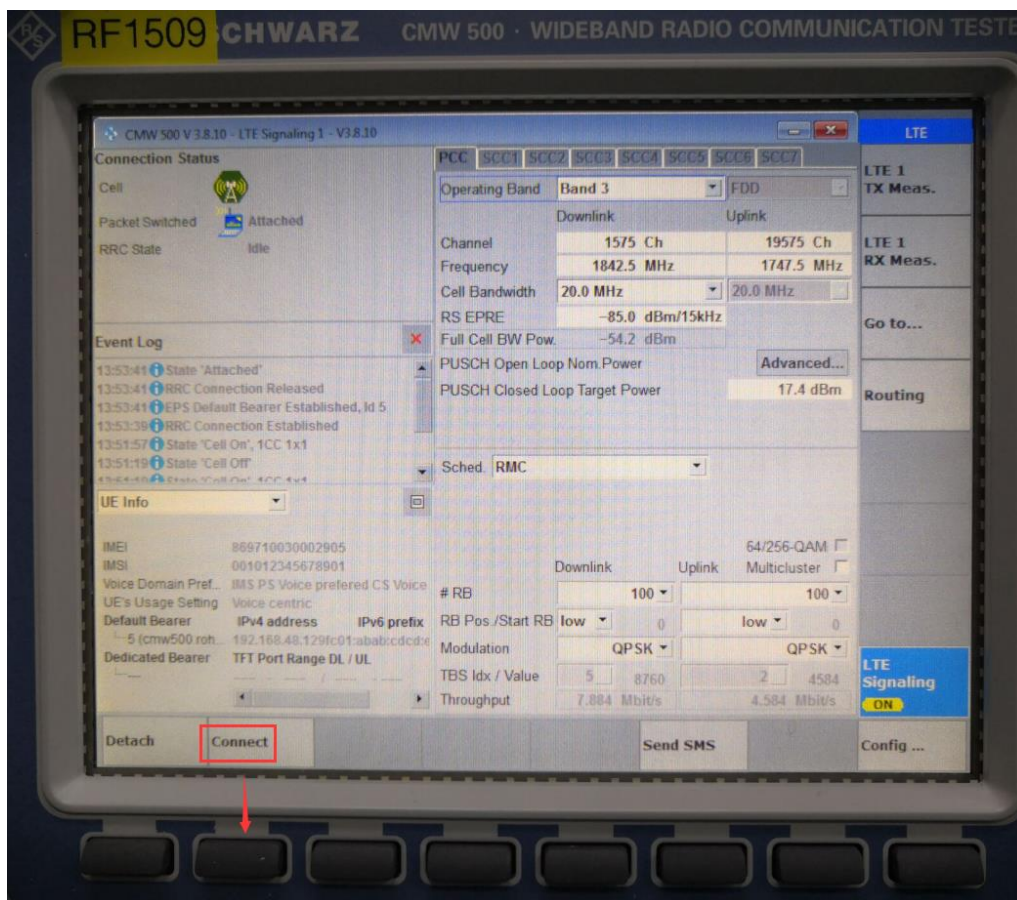 RF1509 CHWARZ CMW 500 · WIDEBAND RADIO COMMUNICATION TESTE
CMW 500 V 3.8.10 - LTE Signaling 1 - V3.8.10
LTE
Connection Status
PCC SCC1 SCC2 SCC3 SCC4 SCC5 SCC6 SCC7
LTE 1
TX Meas.
Cell
Operating Band Band 3 FDD
Packet Switched Attached
Downlink Uplink
RRC State Idle
Channel 1575 Ch 19575 Ch
LTE 1
RX Meas.
Frequency 1842.5 MHz 1747.5 MHz
Cell Bandwidth 20.0 MHz 20.0 MHz
RS EPRE -85.0 dBm/15kHz
Go to...
Event Log
Full Cell BW Pow. -54.2 dBm
13:53:41 State 'Attached'
PUSCH Open Loop Nom.Power Advanced...
13:53:41 RRC Connection Released
PUSCH Closed Loop Target Power 17.4 dBm
Routing
13:53:41 EPS Default Bearer Established, Id 5
13:53:39 RRC Connection Established
13:51:57 State 'Cell On', 1CC 1x1
13:51:19 State 'Cell Off'
Sched. RMC
UE Info
IMEI 869710030002905
64/256-QAM
IMSI 001012345678901
Downlink Uplink Multicluster
Voice Domain Pref... IMS PS Voice prefered CS Voice
# RB 100 100
UE's Usage Setting Voice centric
Default Bearer IPv4 address IPv6 prefix
RB Pos./Start RB low 0 low 0
5 (cmw500 roh... 192.168.48.129 fc01:abab:cdcd:e
Modulation QPSK QPSK
Dedicated Bearer TFT Port Range DL / UL
TBS Idx / Value 5 8760 2 4584
LTE
Signaling
ON
Throughput 7.884 Mbit/s 4.584 Mbit/s
Detach Connect Send SMS Config ...